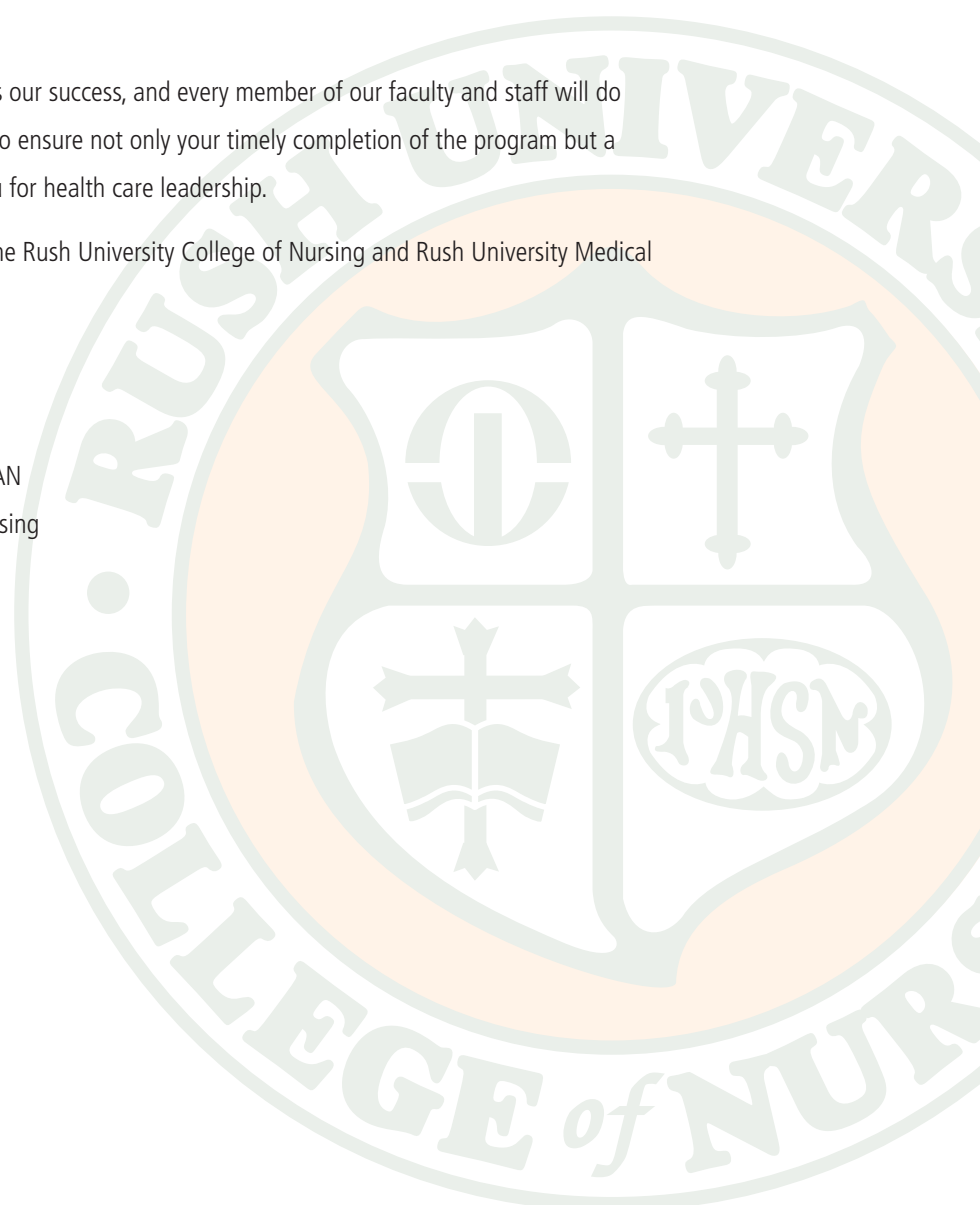 s our success, and every member of our faculty and staff will do
o ensure not only your timely completion of the program but a
for health care leadership.
he Rush University College of Nursing and Rush University Medical
AN
sing
RUSH UNIVERS
COLLEGE of NUR